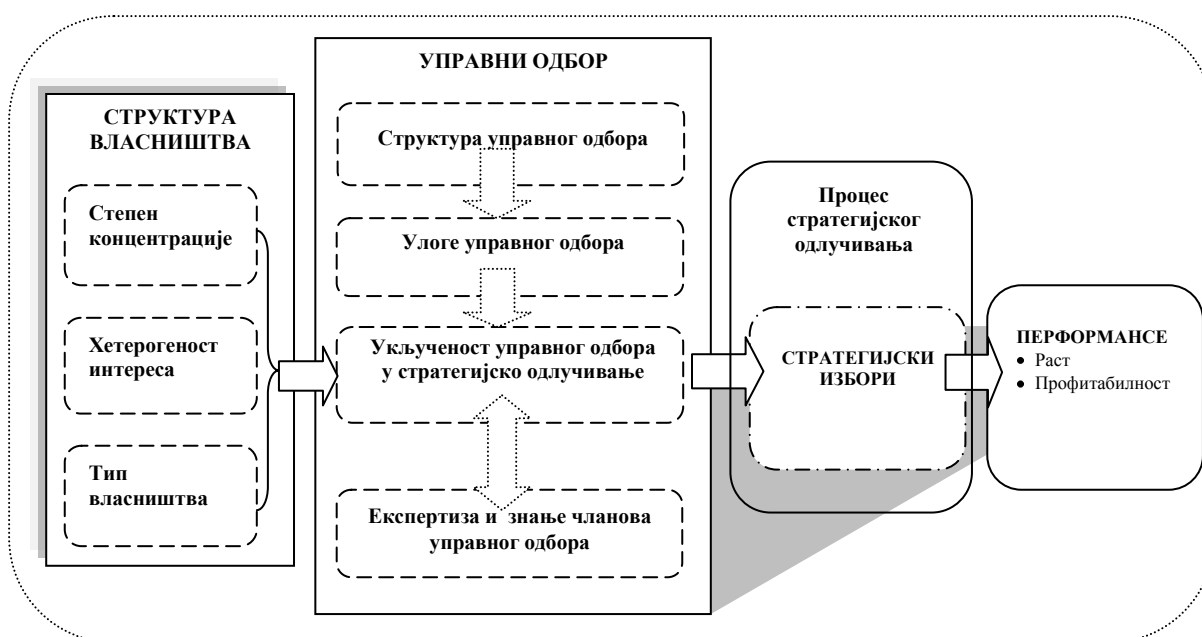 СТРУКТУРА
ВЛАСНИШТВА
Степен
концентрације
Хетерогеност
интереса
Тип
власништва
УПРАВНИ ОДБОР
Структура управног одбора
Улоге управног одбора
Укљученост управног одбора
у стратегијско одлучивање
Експертиза и знање чланова
управног одбора
Процес
стратегијског
одлучивања
СТРАТЕГИЈСКИ
ИЗБОРИ
ПЕРФОРМАНСЕ
• Раст
• Профитабилност